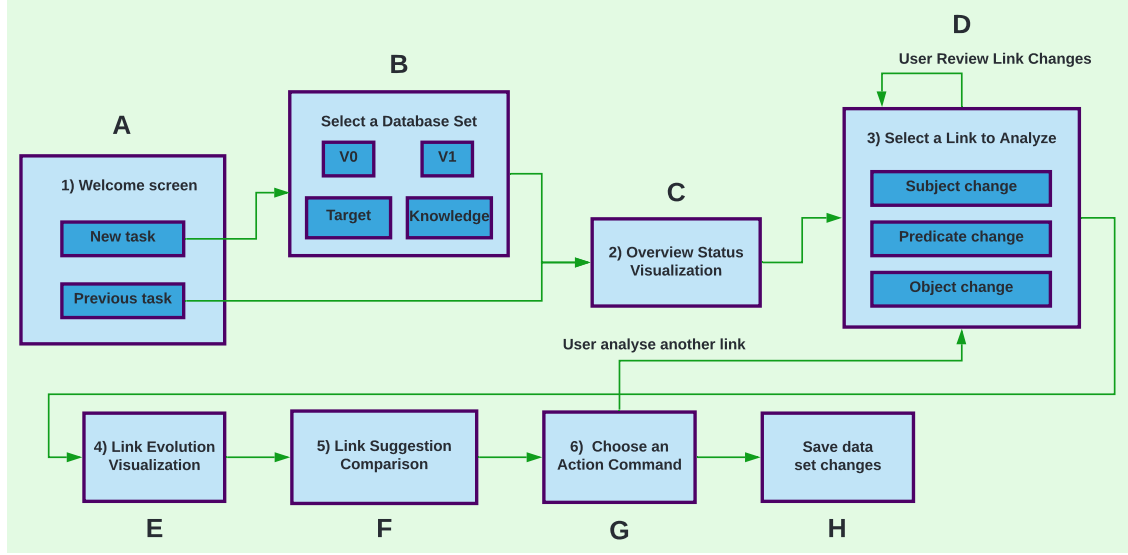 A
1) Welcome screen
New task
Previous task
B
Select a Database Set
V0
V1
Target
Knowledge
C
2) Overview Status
Visualization
D
User Review Link Changes
3) Select a Link to Analyze
Subject change
Predicate change
Object change
User analyse another link
4) Link Evolution
Visualization
E
5) Link Suggestion
Comparison
F
6) Choose an
Action Command
G
Save data
set changes
H